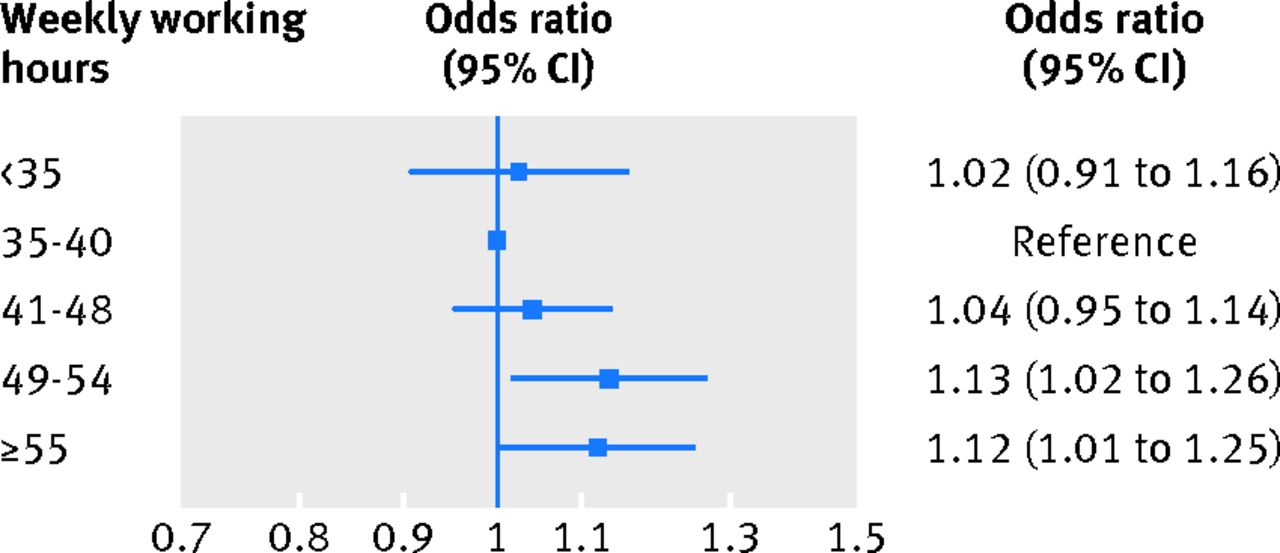 Weekly working hours Odds ratio (95% CI) Odds ratio (95% CI)
<35 1.02 (0.91 to 1.16)
35-40 Reference
41-48 1.04 (0.95 to 1.14)
49-54 1.13 (1.02 to 1.26)
≥55 1.12 (1.01 to 1.25)
0.7 0.8 0.9 1 1.1 1.3 1.5